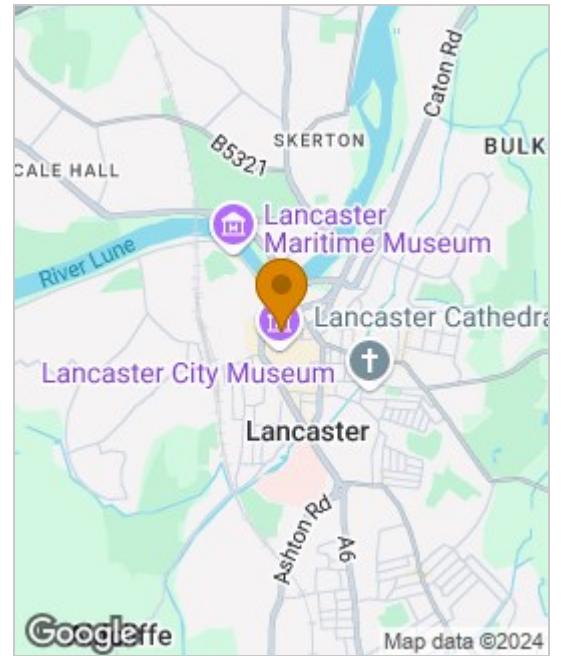 Caton Rd
SKERTON
B5321
BULK
CALE HALL
Lancaster
Maritime Museum
River Lune
Lancaster Cathedra
Lancaster City Museum
Lancaster
Ashton Rd
A6
Google
effe
Map data ©2024